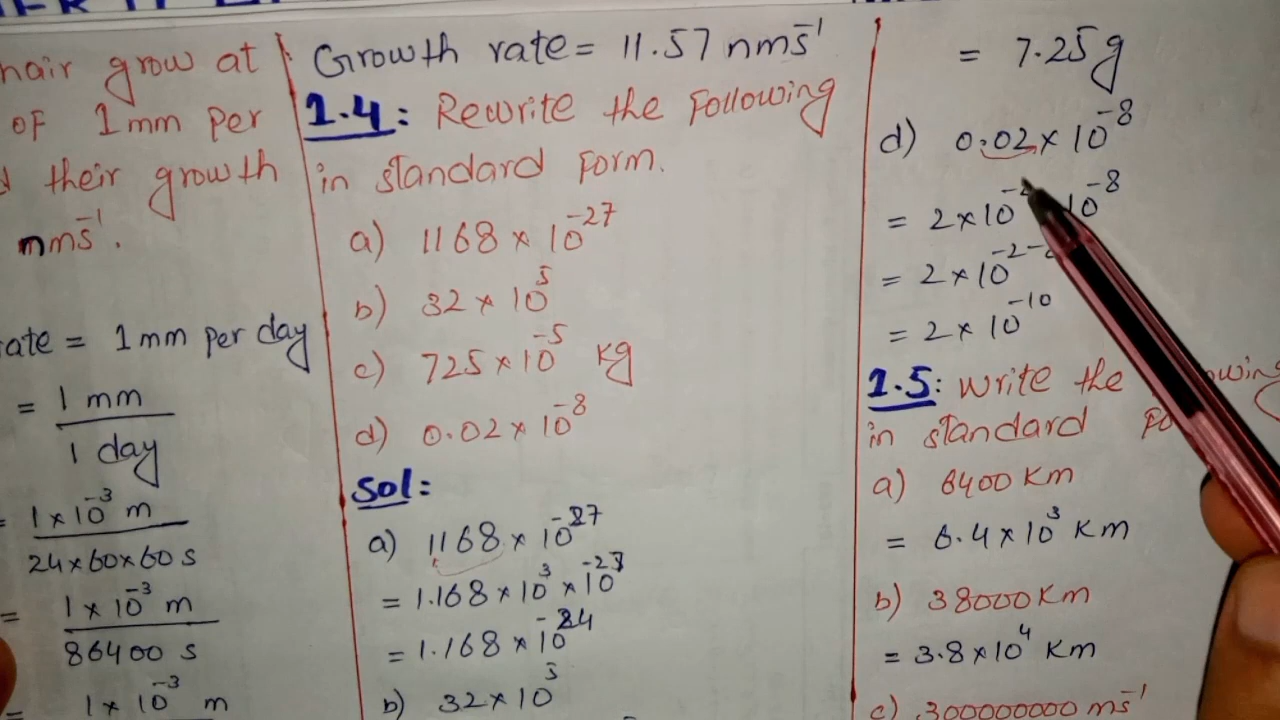 hair grow at
of 1mm per
their growth
nms⁻¹.
rate = 1mm per day
= 1 mm
1 day
= 1×10⁻³ m
24×60×60 s
= 1 × 10⁻³ m
86400 s
= 1 × 10⁻³ m
Growth rate = 11.57 nms⁻¹
1.4: Rewrite the Following
in standard Form.
a) 1168 × 10⁻²⁷
b) 32 × 10⁵
c) 725 × 10⁻⁵ kg
d) 0.02 × 10⁻⁸
Sol:
a) 1168 × 10⁻²⁷
= 1.168 × 10³ × 10⁻²⁷
= 1.168 × 10⁻²⁴
b) 32 × 10⁵
= 7.25 g
d) 0.02 × 10⁻⁸
= 2 × 10⁻² 10⁻⁸
= 2 × 10⁻²⁻
= 2 × 10⁻¹⁰
1.5: Write the owing
in standard Fo
a) 6400 Km
= 6.4 × 10³ Km
b) 38000 Km
= 3.8 × 10⁴ Km
c) 300000000 ms⁻¹